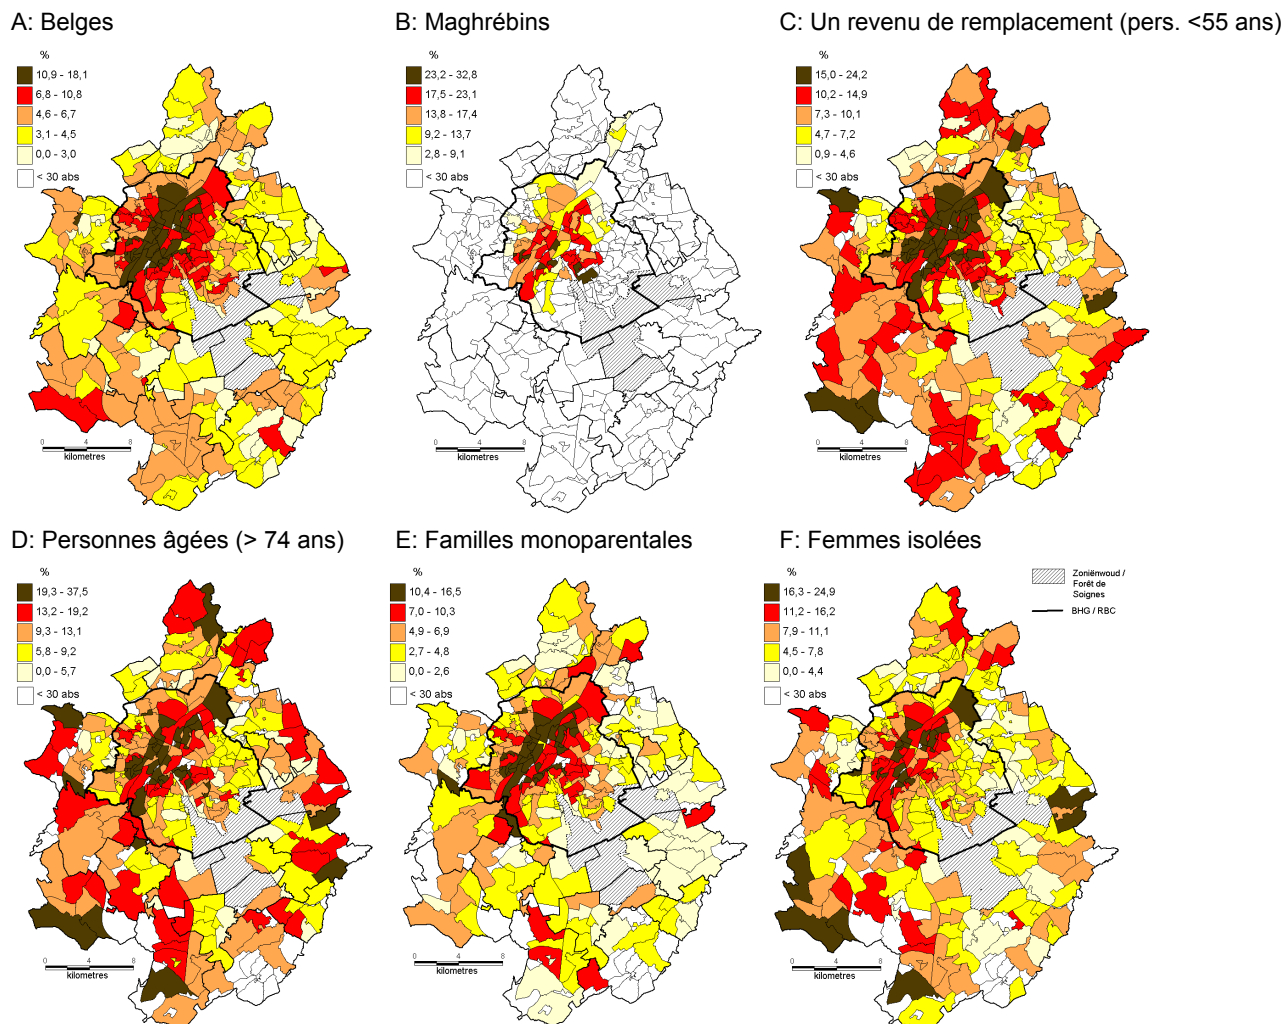 A: Belges
%
10,9 - 18,1
6,8 - 10,8
4,6 - 6,7
3,1 - 4,5
0,0 - 3,0
< 30 abs
0 4 8
kilometres
B: Maghrébins
%
23,2 - 32,8
17,5 - 23,1
13,8 - 17,4
9,2 - 13,7
2,8 - 9,1
< 30 abs
0 4 8
kilometres
C: Un revenu de remplacement (pers. <55 ans)
%
15,0 - 24,2
10,2 - 14,9
7,3 - 10,1
4,7 - 7,2
0,9 - 4,6
< 30 abs
0 4 8
kilometres
D: Personnes âgées (> 74 ans)
%
19,3 - 37,5
13,2 - 19,2
9,3 - 13,1
5,8 - 9,2
0,0 - 5,7
< 30 abs
0 4 8
kilometres
E: Familles monoparentales
%
10,4 - 16,5
7,0 - 10,3
4,9 - 6,9
2,7 - 4,8
0,0 - 2,6
< 30 abs
0 4 8
kilometres
F: Femmes isolées
%
16,3 - 24,9
11,2 - 16,2
7,9 - 11,1
4,5 - 7,8
0,0 - 4,4
< 30 abs
0 4 8
kilometres
Zoniënwoud /
Forêt de
Soignes
BHG / RBC